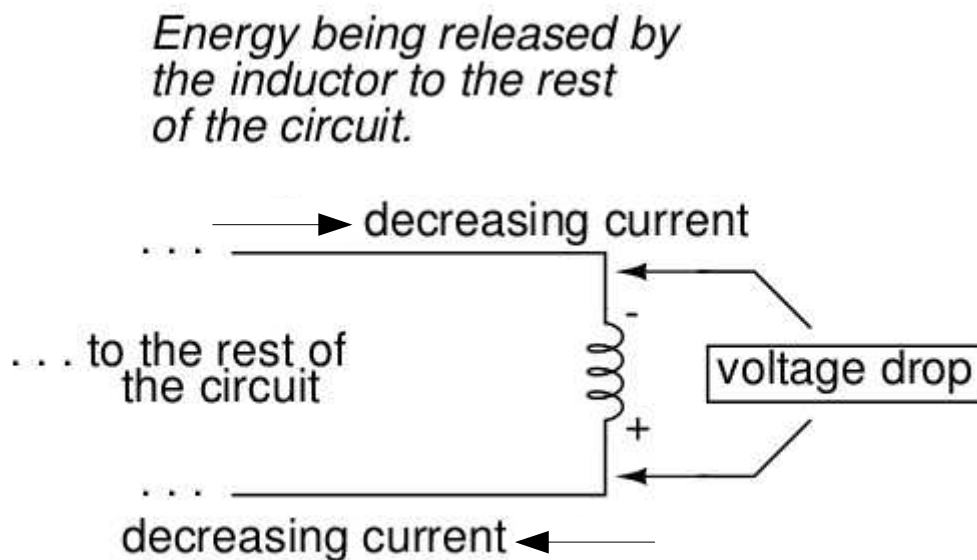 Energy being released by
the inductor to the rest
of the circuit.
decreasing current
. . .
-
. . . to the rest of
the circuit
voltage drop
+
. . .
decreasing current